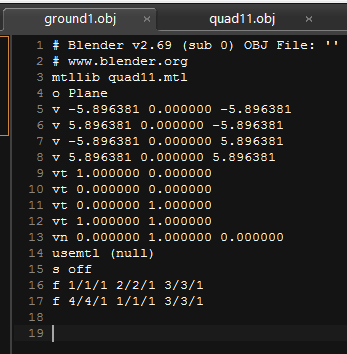 ground1.obj × quad11.obj ×
1 # Blender v2.69 (sub 0) OBJ File: ''
2 # www.blender.org
3 mtllib quad11.mtl
4 o Plane
5 v -5.896381 0.000000 -5.896381
6 v 5.896381 0.000000 -5.896381
7 v -5.896381 0.000000 5.896381
8 v 5.896381 0.000000 5.896381
9 vt 1.000000 0.000000
10 vt 0.000000 0.000000
11 vt 0.000000 1.000000
12 vt 1.000000 1.000000
13 vn 0.000000 1.000000 0.000000
14 usemtl (null)
15 s off
16 f 1/1/1 2/2/1 3/3/1
17 f 4/4/1 1/1/1 3/3/1
18
19